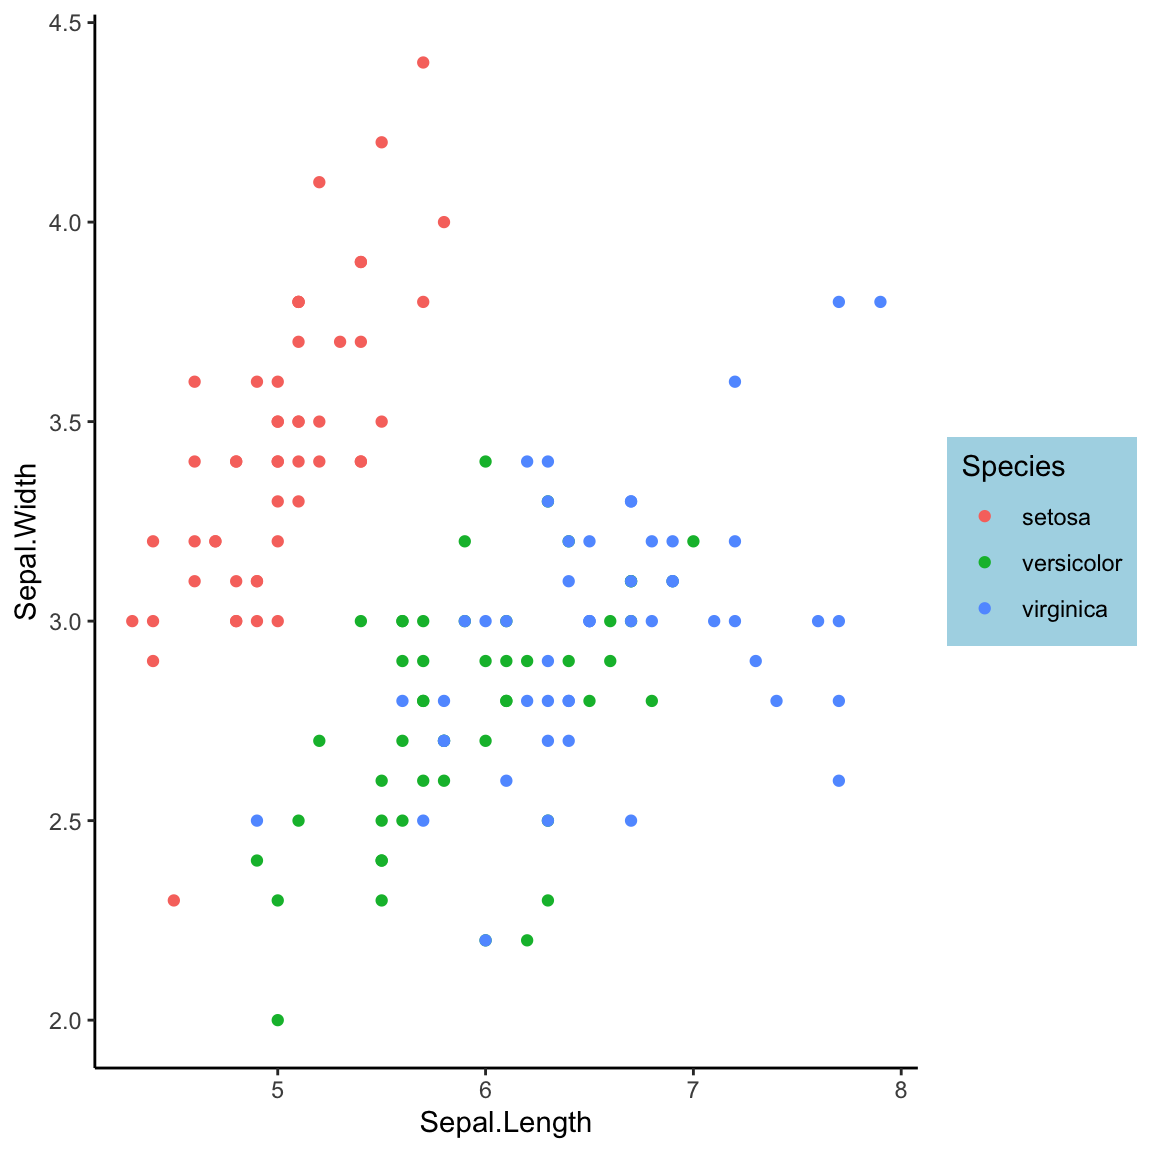 4.5
4.0
3.5
3.0
2.5
2.0
Sepal.Width
5 6 7 8
Sepal.Length
Species
setosa
versicolor
virginica